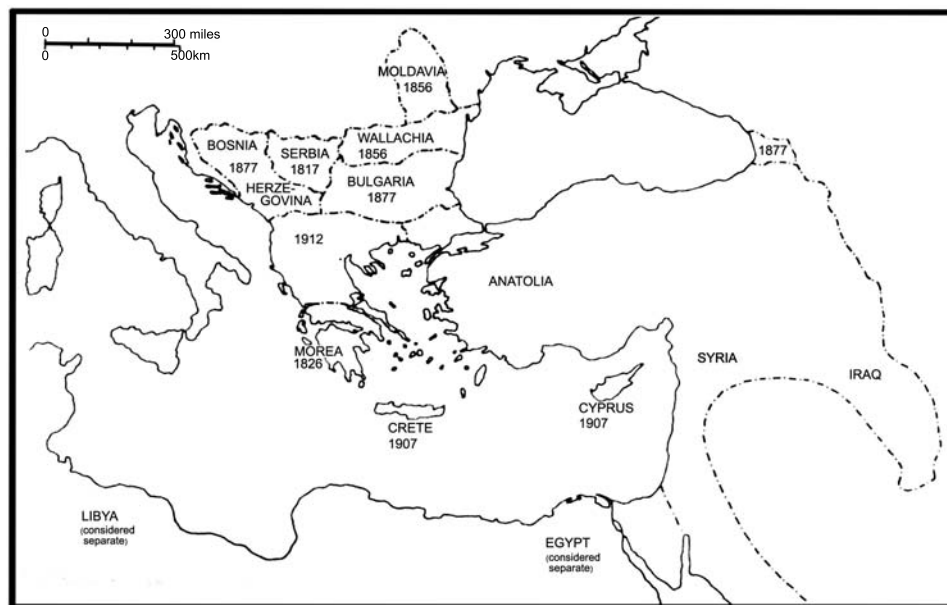 0 300 miles
0 500km
MOLDAVIA
1856
BOSNIA
1877
SERBIA
1817
WALLACHIA
1856
1877
HERZE-
GOVINA
BULGARIA
1877
1912
ANATOLIA
MOREA
1826
SYRIA
IRAQ
CRETE
1907
CYPRUS
1907
LIBYA
(considered
separate)
EGYPT
(considered
separate)